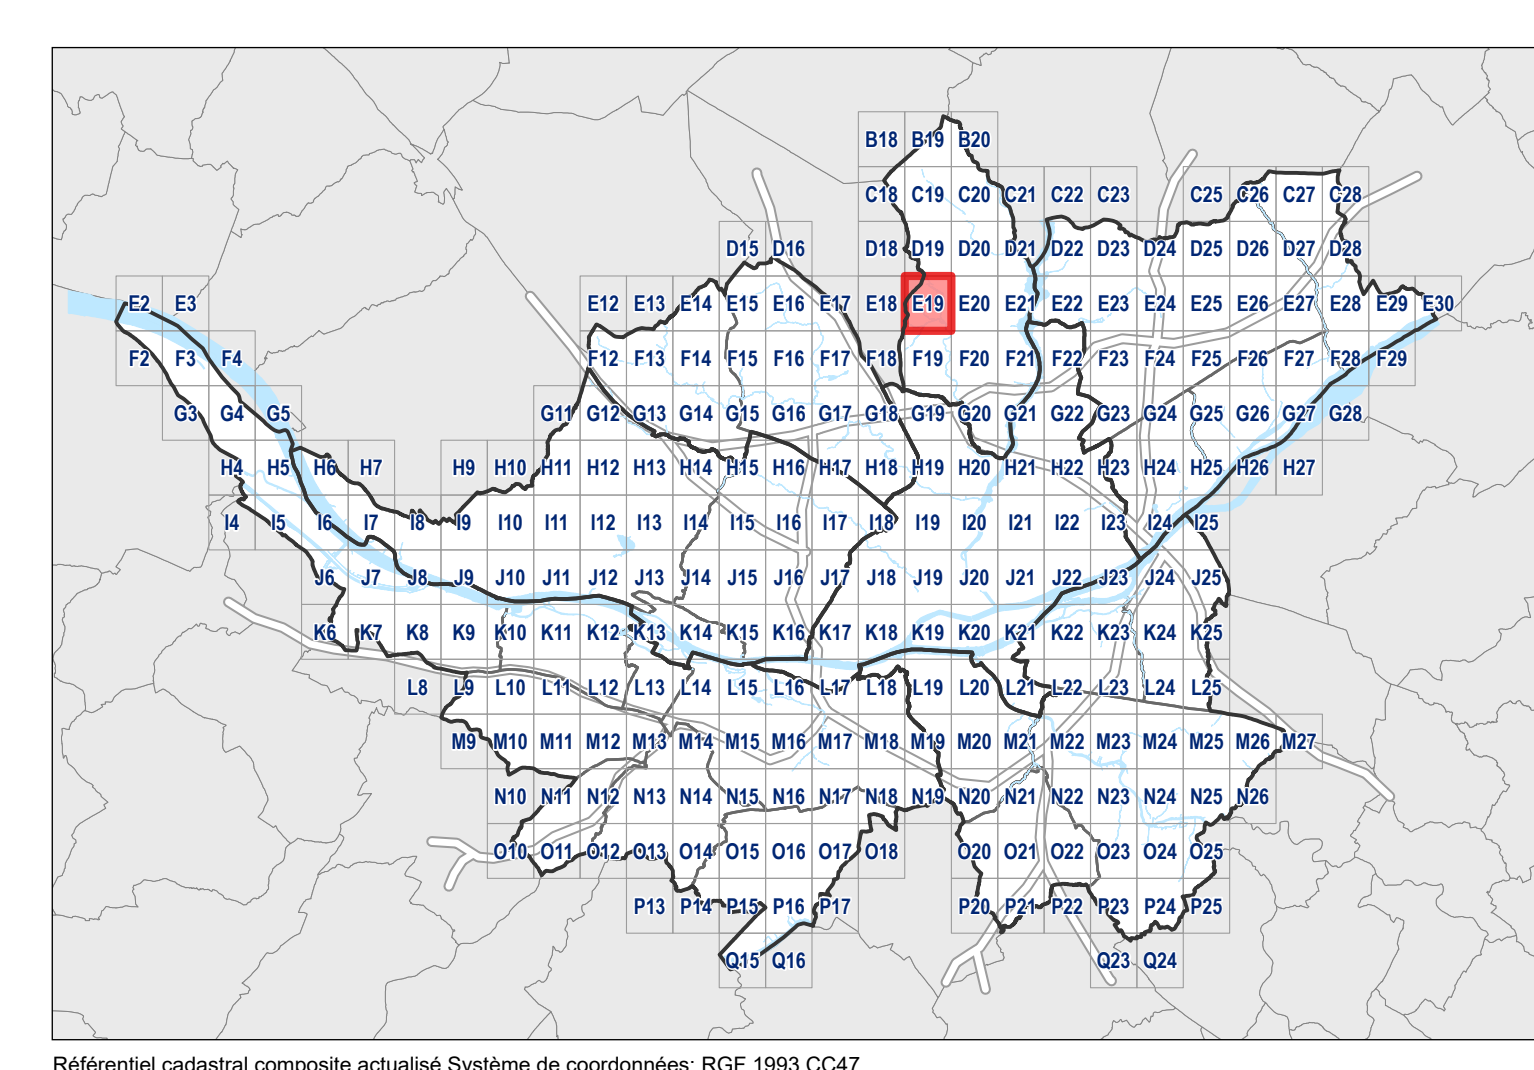 B18 B19 B20
C18 C19 C20 C21 C22 C23 C25 C26 C27 C28
D15 D16 D18 D19 D20 D21 D22 D23 D24 D25 D26 D27 D28
E2 E3 E12 E13 E14 E15 E16 E17 E18 E19 E20 E21 E22 E23 E24 E25 E26 E27 E28 E29 E30
F2 F3 F4 F12 F13 F14 F15 F16 F17 F18 F19 F20 F21 F22 F23 F24 F25 F26 F27 F28 F29
G3 G4 G5 G11 G12 G13 G14 G15 G16 G17 G18 G19 G20 G21 G22 G23 G24 G25 G26 G27 G28
H4 H5 H6 H7 H9 H10 H11 H12 H13 H14 H15 H16 H17 H18 H19 H20 H21 H22 H23 H24 H25 H26 H27
I4 I5 I6 I7 I8 I9 I10 I11 I12 I13 I14 I15 I16 I17 I18 I19 I20 I21 I22 I23 I24 I25
J6 J7 J8 J9 J10 J11 J12 J13 J14 J15 J16 J17 J18 J19 J20 J21 J22 J23 J24 J25
K6 K7 K8 K9 K10 K11 K12 K13 K14 K15 K16 K17 K18 K19 K20 K21 K22 K23 K24 K25
L8 L9 L10 L11 L12 L13 L14 L15 L16 L17 L18 L19 L20 L21 L22 L23 L24 L25
M9 M10 M11 M12 M13 M14 M15 M16 M17 M18 M19 M20 M21 M22 M23 M24 M25 M26 M27
N10 N11 N12 N13 N14 N15 N16 N17 N18 N19 N20 N21 N22 N23 N24 N25 N26
O10 O11 O12 O13 O14 O15 O16 O17 O18 O20 O21 O22 O23 O24 O25
P13 P14 P15 P16 P17 P20 P21 P22 P23 P24 P25
Q15 Q16 Q23 Q24
Référentiel cadastral composite actualisé Système de coordonnées: RGF 1993 CC47